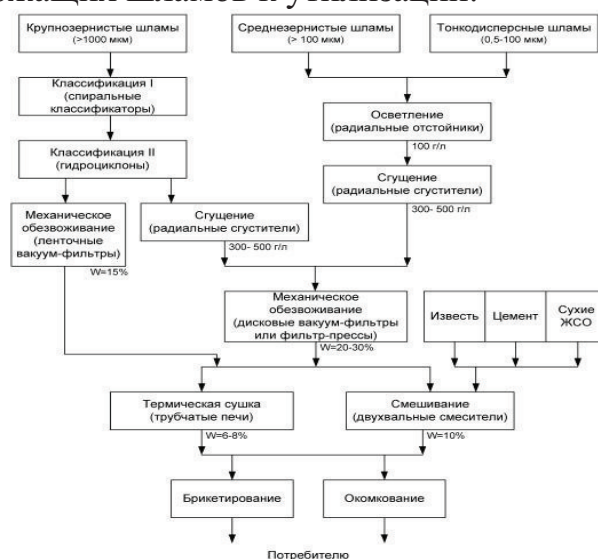 жащих шламов к утилизации.
Крупнозернистые шламы
(>1000 мкм)
Среднезернистые шламы
(> 100 мкм)
Тонкодисперсные шламы
(0,5-100 мкм)
Классификация I
(спиральные
классификаторы)
Осветление
(радиальные отстойники)
100 г/л
Классификация II
(гидроциклоны)
Сгущение
(радиальные сгустители)
300- 500 г/л
Механическое
обезвоживание
(ленточные
вакуум-фильтры)
W=15%
Сгущение
(радиальные сгустители)
300- 500 г/л
Механическое
обезвоживание
(дисковые вакуум-фильтры
или фильтр-прессы)
W=20-30%
Известь
Цемент
Сухие
ЖСО
Термическая сушка
(трубчатые печи)
W=6-8%
Смешивание
(двухвальные смесители)
W=10%
Брикетирование
Окомкование
Потребителю